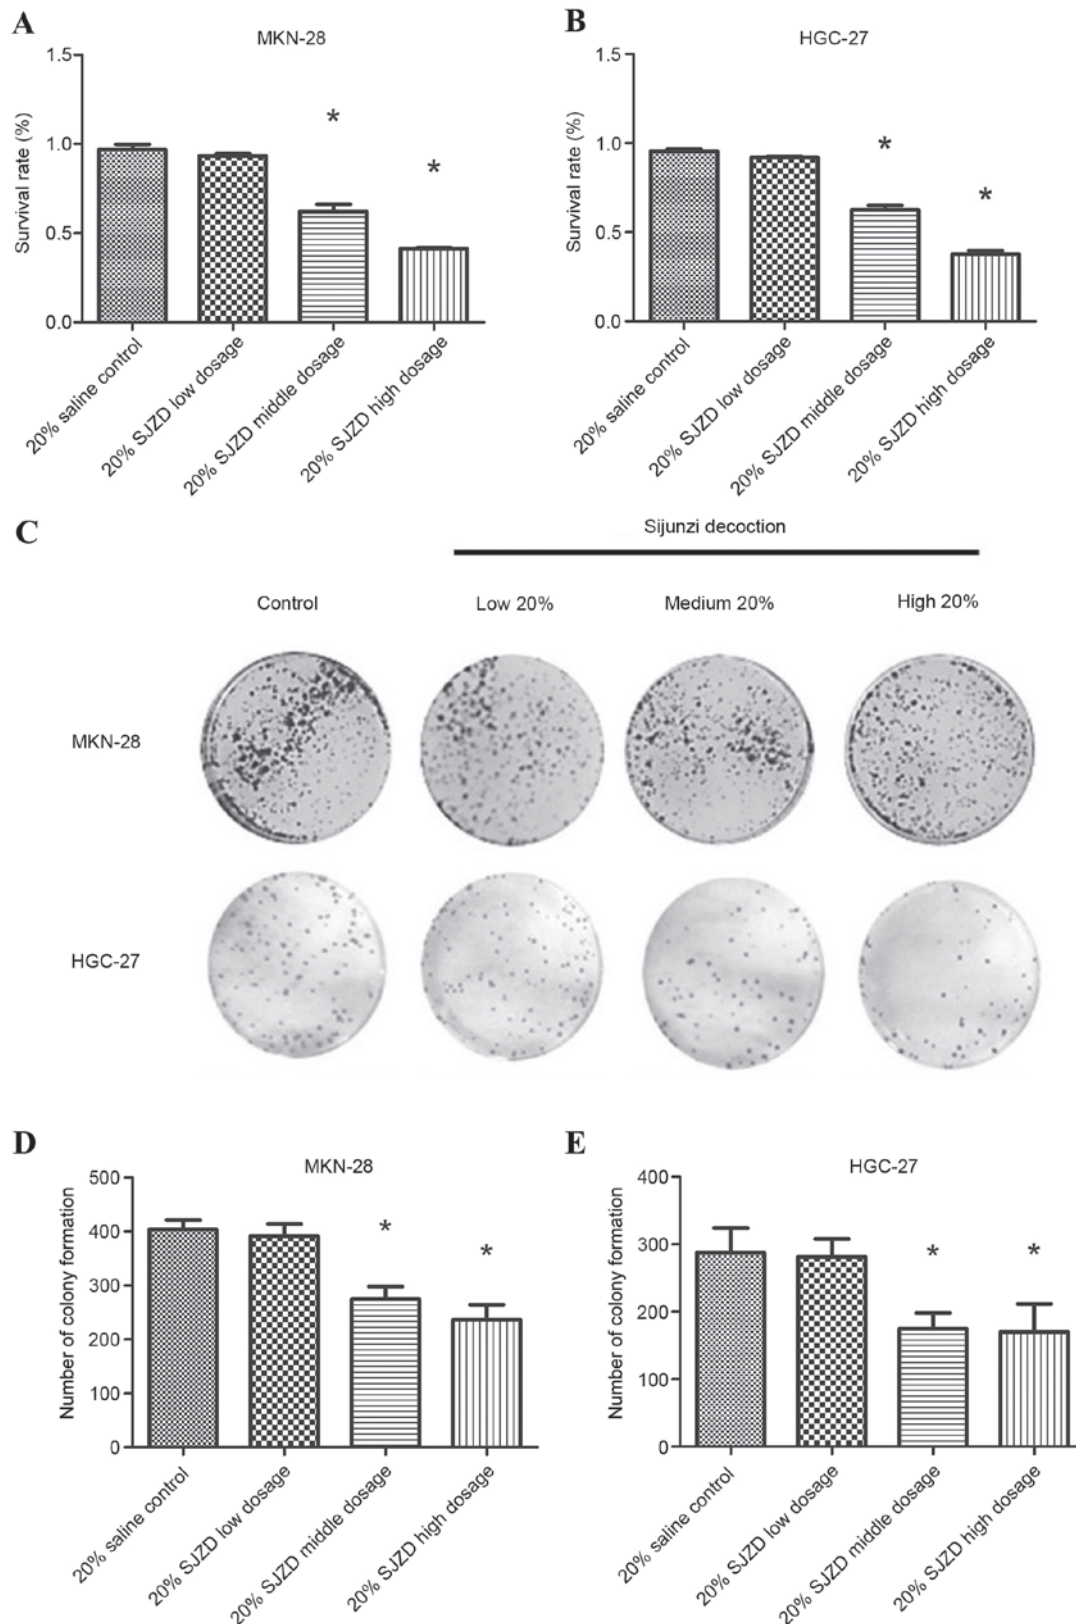 A
MKN-28
Survival rate (%)
1.5
1.0
0.5
0.0
*
*
20% saline control
20% SJZD low dosage
20% SJZD middle dosage
20% SJZD high dosage
B
HGC-27
Survival rate (%)
1.5
1.0
0.5
0.0
*
*
20% saline control
20% SJZD low dosage
20% SJZD middle dosage
20% SJZD high dosage
C
Sijunzi decoction
Control
Low 20%
Medium 20%
High 20%
MKN-28
HGC-27
D
MKN-28
Number of colony formation
500
400
300
200
100
0
*
*
20% saline control
20% SJZD low dosage
20% SJZD middle dosage
20% SJZD high dosage
E
HGC-27
Number of colony formation
400
300
200
100
0
*
*
20% saline control
20% SJZD low dosage
20% SJZD middle dosage
20% SJZD high dosage